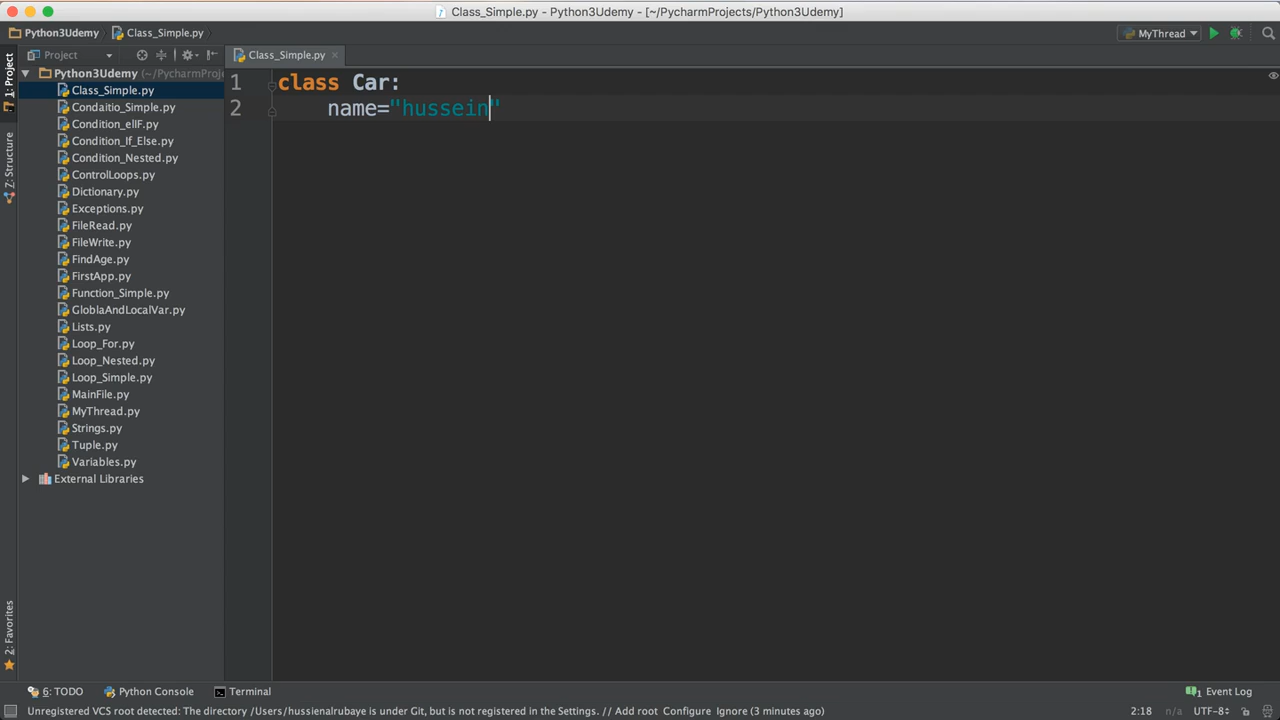 Class_Simple.py - Python3Udemy - [~/PycharmProjects/Python3Udemy]
Python3Udemy
Class_Simple.py
MyThread
Project
Class_Simple.py
1: Project
Z: Structure
2: Favorites
Python3Udemy (~/PycharmProj
Class_Simple.py
Condaitio_Simple.py
Condition_elIF.py
Condition_If_Else.py
Condition_Nested.py
ControlLoops.py
Dictionary.py
Exceptions.py
FileRead.py
FileWrite.py
FindAge.py
FirstApp.py
Function_Simple.py
GloblaAndLocalVar.py
Lists.py
Loop_For.py
Loop_Nested.py
Loop_Simple.py
MainFile.py
MyThread.py
Strings.py
Tuple.py
Variables.py
External Libraries
1 class Car:
2 name="hussein"
6: TODO
Python Console
Terminal
1 Event Log
Unregistered VCS root detected: The directory /Users/hussienalrubaye is under Git, but is not registered in the Settings. // Add root Configure Ignore (3 minutes ago)
2:18 n/a UTF-8